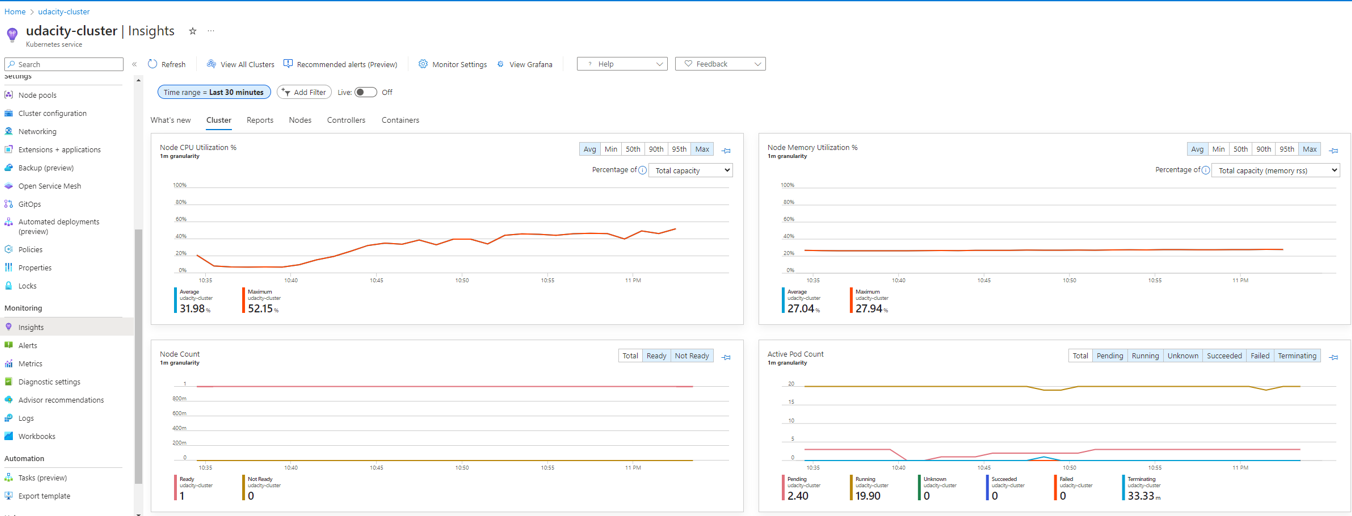 Home > udacity-cluster
udacity-cluster | Insights ☆ ···
Kubernetes service
Search «
Refresh View All Clusters Recommended alerts (Preview) Monitor Settings View Grafana ? Help Feedback
Settings
Node pools
Cluster configuration
Networking
Extensions + applications
Backup (preview)
Open Service Mesh
GitOps
Automated deployments
(preview)
Policies
Properties
Locks
Monitoring
Insights
Alerts
Metrics
Diagnostic settings
Advisor recommendations
Logs
Workbooks
Automation
Tasks (preview)
Export template
Time range = Last 30 minutes Add Filter Live: Off
What's new Cluster Reports Nodes Controllers Containers
Node CPU Utilization %
1m granularity
Avg Min 50th 90th 95th Max
Percentage of Total capacity
100%
80%
60%
40%
20%
0%
10:35 10:40 10:45 10:50 10:55 11 PM
Average
udacity-cluster
31.98 %
Maximum
udacity-cluster
52.15 %
Node Memory Utilization %
1m granularity
Avg Min 50th 90th 95th Max
Percentage of Total capacity (memory rss)
100%
80%
60%
40%
20%
0%
10:35 10:40 10:45 10:50 10:55 11 PM
Average
udacity-cluster
27.04 %
Maximum
udacity-cluster
27.94 %
Node Count
1m granularity
Total Ready Not Ready
1
800m
600m
400m
200m
0
10:35 10:40 10:45 10:50 10:55 11 PM
Ready
udacity-cluster
1
Not Ready
udacity-cluster
0
Active Pod Count
1m granularity
Total Pending Running Unknown Succeeded Failed Terminating
20
15
10
5
0
10:35 10:40 10:45 10:50 10:55 11 PM
Pending
udacity-cluster
2.40
Running
udacity-cluster
19.90
Unknown
udacity-cluster
0
Succeeded
udacity-cluster
0
Failed
udacity-cluster
0
Terminating
udacity-cluster
33.33 m